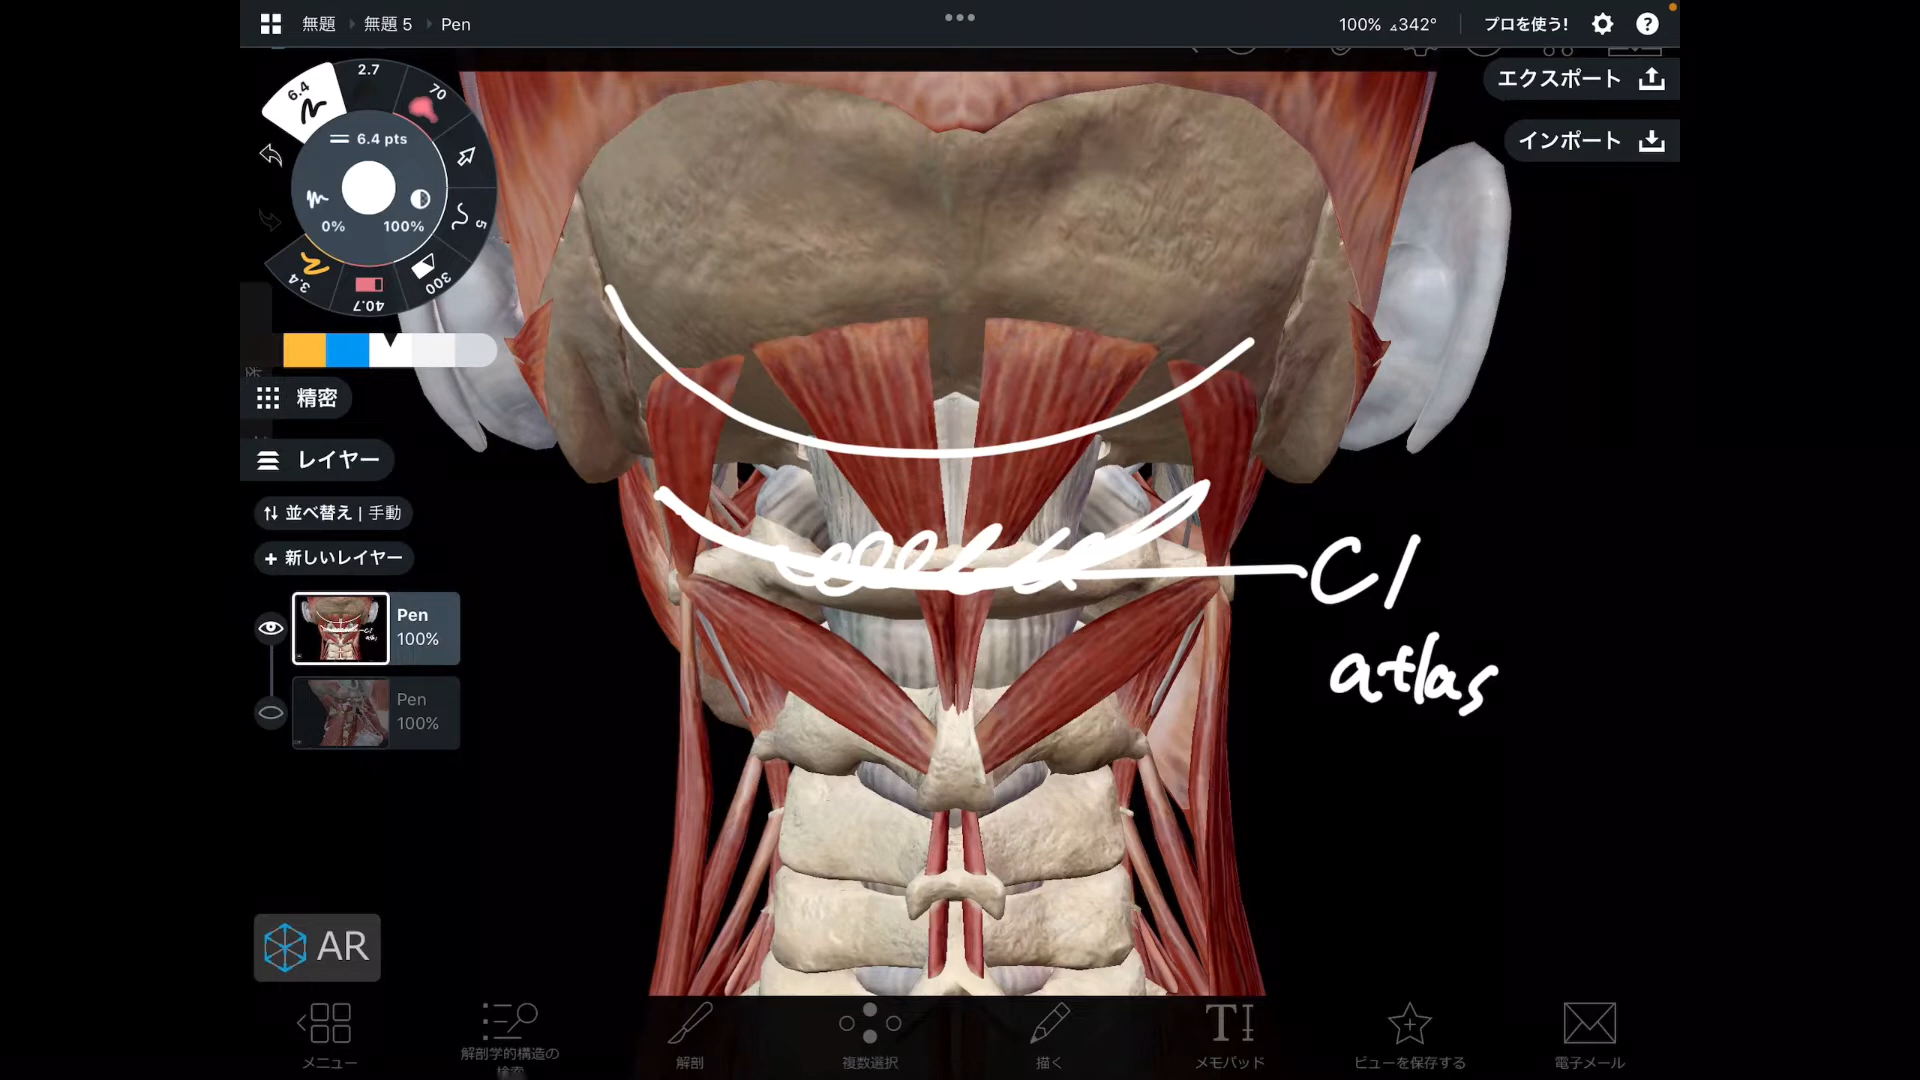 無題 無題 5 Pen
100% ⊿342°
プロを使う!
エクスポート
インポート
6.4
2.7
70
5
300
40.7
3.4
6.4 pts
0% 100%
精密
レイヤー
並べ替え | 手動
+ 新しいレイヤー
Pen
100%
Pen
100%
C1
atlas
AR
メニュー
解剖学的構造の
検索
解剖
複数選択
描く
メモパッド
ビューを保存する
電子メール